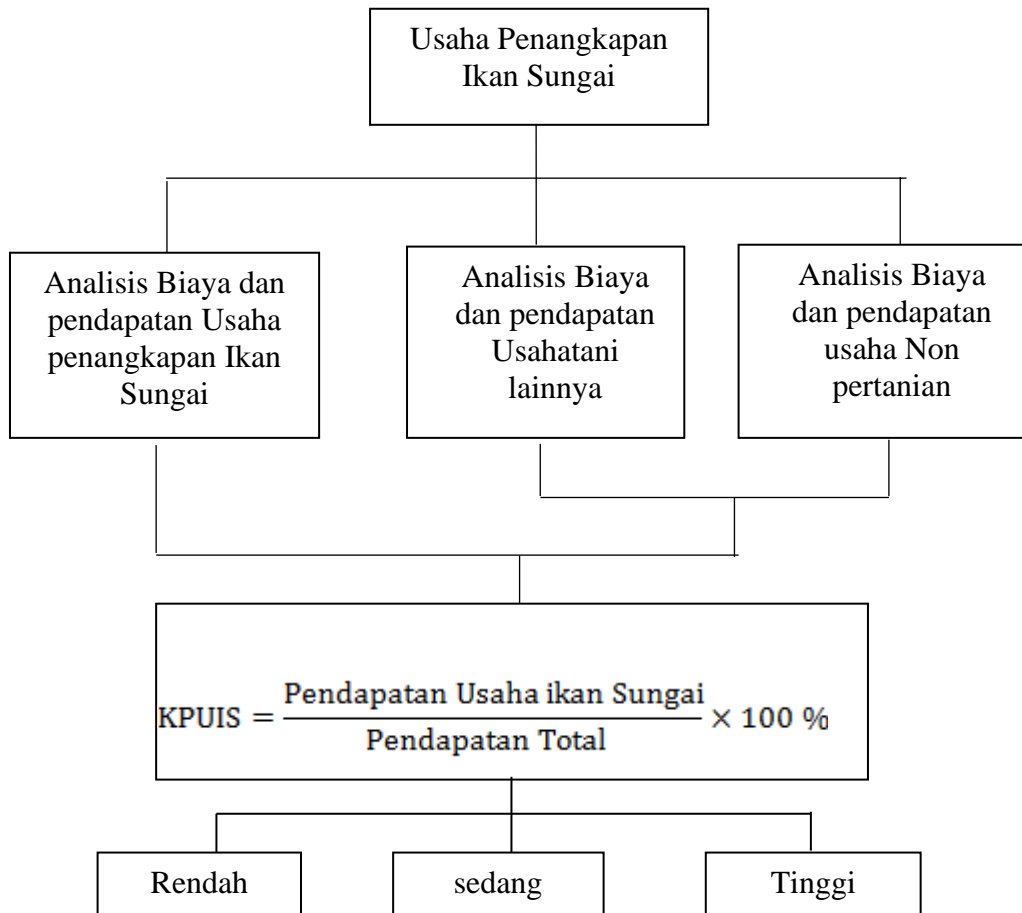 Usaha Penangkapan
Ikan Sungai
Analisis Biaya dan
pendapatan Usaha
penangkapan Ikan
Sungai
Analisis Biaya
dan pendapatan
Usahatani
lainnya
Analisis Biaya
dan pendapatan
usaha Non
pertanian
KPUIS = Pendapatan Usaha ikan Sungai / Pendapatan Total × 100 %
Rendah
sedang
Tinggi